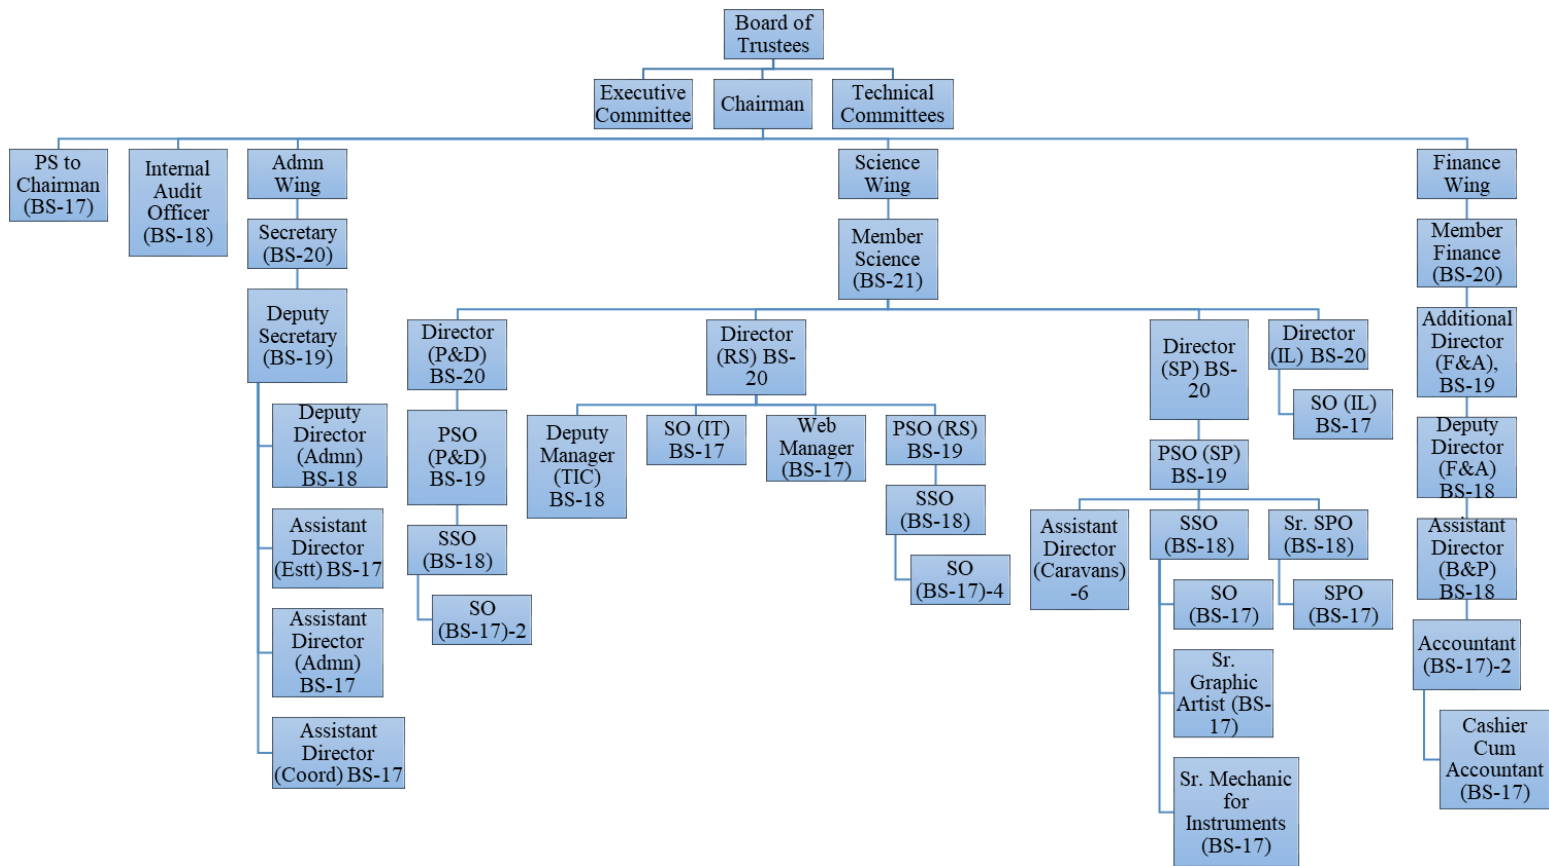 Board of
Trustees
Executive
Committee
Chairman
Technical
Committees
PS to
Chairman
(BS-17)
Internal
Audit
Officer
(BS-18)
Admn
Wing
Science
Wing
Finance
Wing
Secretary
(BS-20)
Member
Science
(BS-21)
Member
Finance
(BS-20)
Deputy
Secretary
(BS-19)
Deputy
Director
(Admn)
BS-18
Assistant
Director
(Estt) BS-17
Assistant
Director
(Admn)
BS-17
Assistant
Director
(Coord) BS-17
Director
(P&D)
BS-20
PSO
(P&D)
BS-19
SSO
(BS-18)
SO
(BS-17)-2
Director
(RS) BS-
20
Deputy
Manager
(TIC)
BS-18
SO (IT)
BS-17
Web
Manager
(BS-17)
PSO (RS)
BS-19
SSO
(BS-18)
SO
(BS-17)-4
Director
(SP) BS-
20
PSO (SP)
BS-19
Assistant
Director
(Caravans)
-6
SSO
(BS-18)
SO
(BS-17)
Sr.
Graphic
Artist (BS-
17)
Sr. Mechanic
for
Instruments
(BS-17)
Sr. SPO
(BS-18)
SPO
(BS-17)
Director
(IL) BS-20
SO (IL)
BS-17
Additional
Director
(F&A),
BS-19
Deputy
Director
(F&A)
BS-18
Assistant
Director
(B&P)
BS-18
Accountant
(BS-17)-2
Cashier
Cum
Accountant
(BS-17)